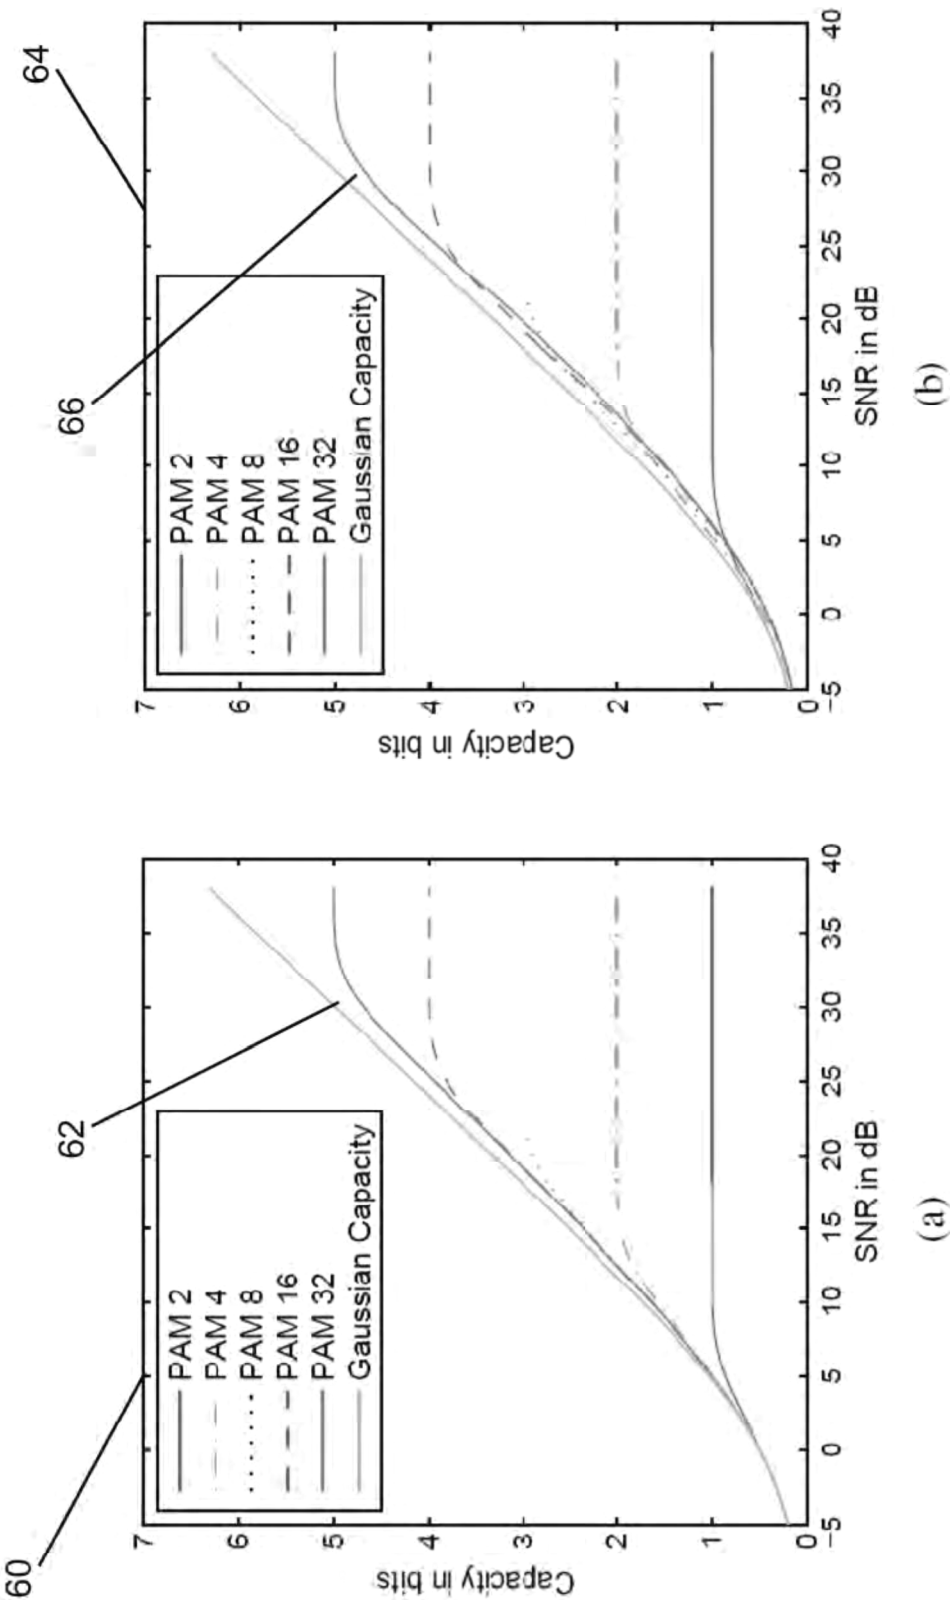 60
62
7
6
5
4
3
2
1
0
Capacity in bits
PAM 2
PAM 4
PAM 8
PAM 16
PAM 32
Gaussian Capacity
−5
0
5
10
15
20
25
30
35
40
SNR in dB
(a)
64
66
7
6
5
4
3
2
1
0
Capacity in bits
PAM 2
PAM 4
PAM 8
PAM 16
PAM 32
Gaussian Capacity
−5
0
5
10
15
20
25
30
35
40
SNR in dB
(b)